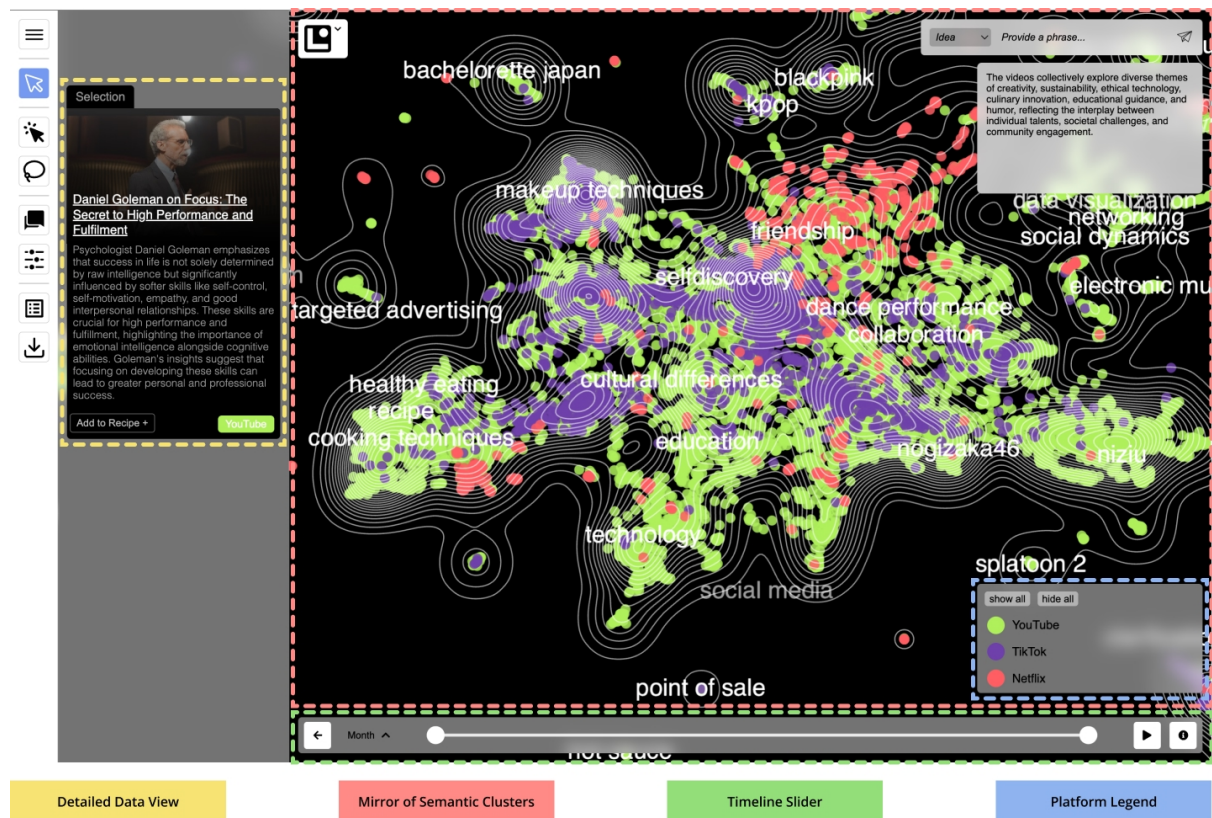 Selection
Daniel Goleman on Focus: The
Secret to High Performance and
Fulfilment
Psychologist Daniel Goleman emphasizes
that success in life is not solely determined
by raw intelligence but significantly
influenced by softer skills like self-control,
self-motivation, empathy, and good
interpersonal relationships. These skills are
crucial for high performance and
fulfillment, highlighting the importance of
emotional intelligence alongside cognitive
abilities. Goleman's insights suggest that
focusing on developing these skills can
lead to greater personal and professional
success.
Add to Recipe +
YouTube
Idea
Provide a phrase...
The videos collectively explore diverse themes
of creativity, sustainability, ethical technology,
culinary innovation, educational guidance, and
humor, reflecting the interplay between
individual talents, societal challenges, and
community engagement.
bachelorette japan
blackpink
kpop
makeup techniques
data visualization
networking
social dynamics
friendship
selfdiscovery
electronic mu
targeted advertising
dance performance
collaboration
cultural differences
healthy eating
recipe
cooking techniques
education
nogizaka46
niziu
technology
splatoon 2
social media
point of sale
show all
hide all
YouTube
TikTok
Netflix
Month
hot sauce
Detailed Data View
Mirror of Semantic Clusters
Timeline Slider
Platform Legend